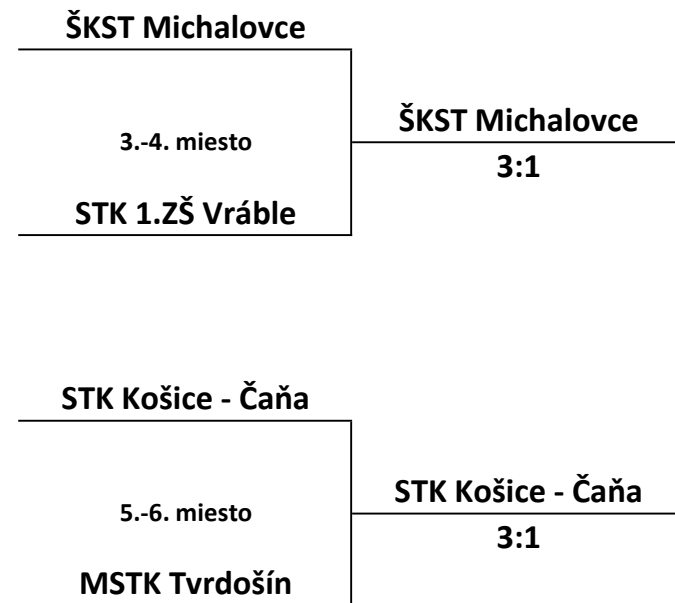 ŠKST Michalovce
3.-4. miesto
ŠKST Michalovce
3:1
STK 1.ZŠ Vráble
STK Košice - Čaňa
5.-6. miesto
STK Košice - Čaňa
3:1
MSTK Tvrdošín